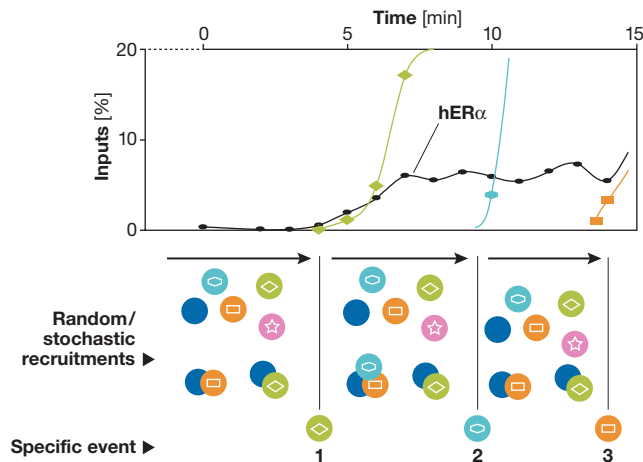 Time [min]
0 5 10 15
20
10
0
Inputs [%]
hERα
Random/
stochastic
recruitments ▶
Specific event ▶
1 2 3